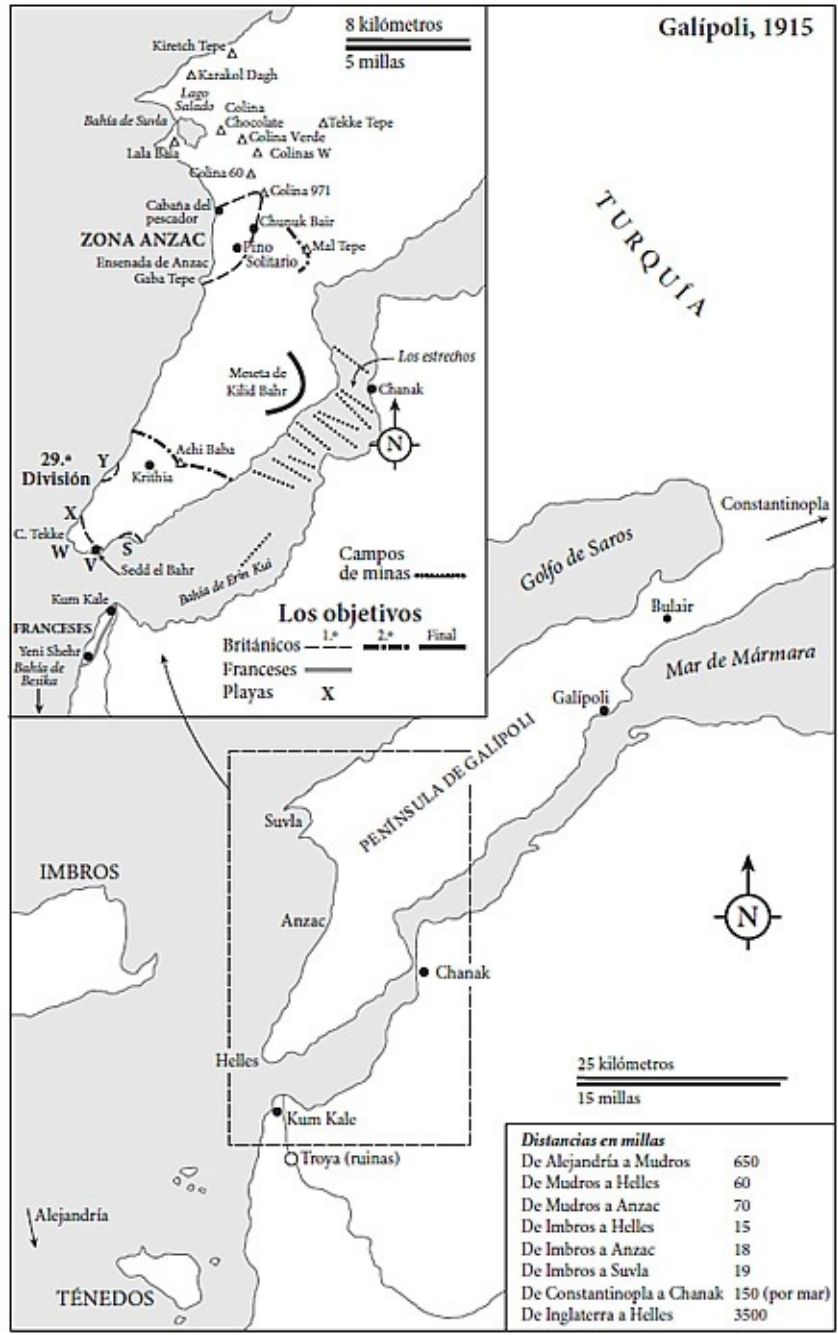 Galípoli, 1915
8 kilómetros
5 millas
Kiretch Tepe
Karakol Dagh
Lago
Salado
Colina
Chocolate
Tekke Tepe
Bahía de Suvla
Colina Verde
Lala Baia
Colinas W
Colina 60
Colina 971
Cabaña del
pescador
Chunuk Bair
ZONA ANZAC
Pino
Solitario
Mal Tepe
Ensenada de Anzac
Gaba Tepe
Los estrechos
Meseta de
Kilid Bahr
Chanak
N
Achi Baba
29.ª
División
Y
Krithia
X
C. Tekke
W
V
S
Sedd el Bahr
Bahía de Erin Kui
Campos
de minas
Kum Kale
Los objetivos
FRANCESES
1.º
2.º
Final
Británicos
Yeni Shehr
Franceses
Bahía de
Besika
Playas X
TURQUÍA
Constantinopla
Golfo de Saros
Bulair
Mar de Mármara
Galípoli
PENÍNSULA DE GALÍPOLI
Suvla
IMBROS
Anzac
N
Chanak
Helles
25 kilómetros
15 millas
Kum Kale
Troya (ruinas)
Alejandría
TÉNEDOS
Distancias en millas
De Alejandría a Mudros 650
De Mudros a Helles 60
De Mudros a Anzac 70
De Imbros a Helles 15
De Imbros a Anzac 18
De Imbros a Suvla 19
De Constantinopla a Chanak 150 (por mar)
De Inglaterra a Helles 3500